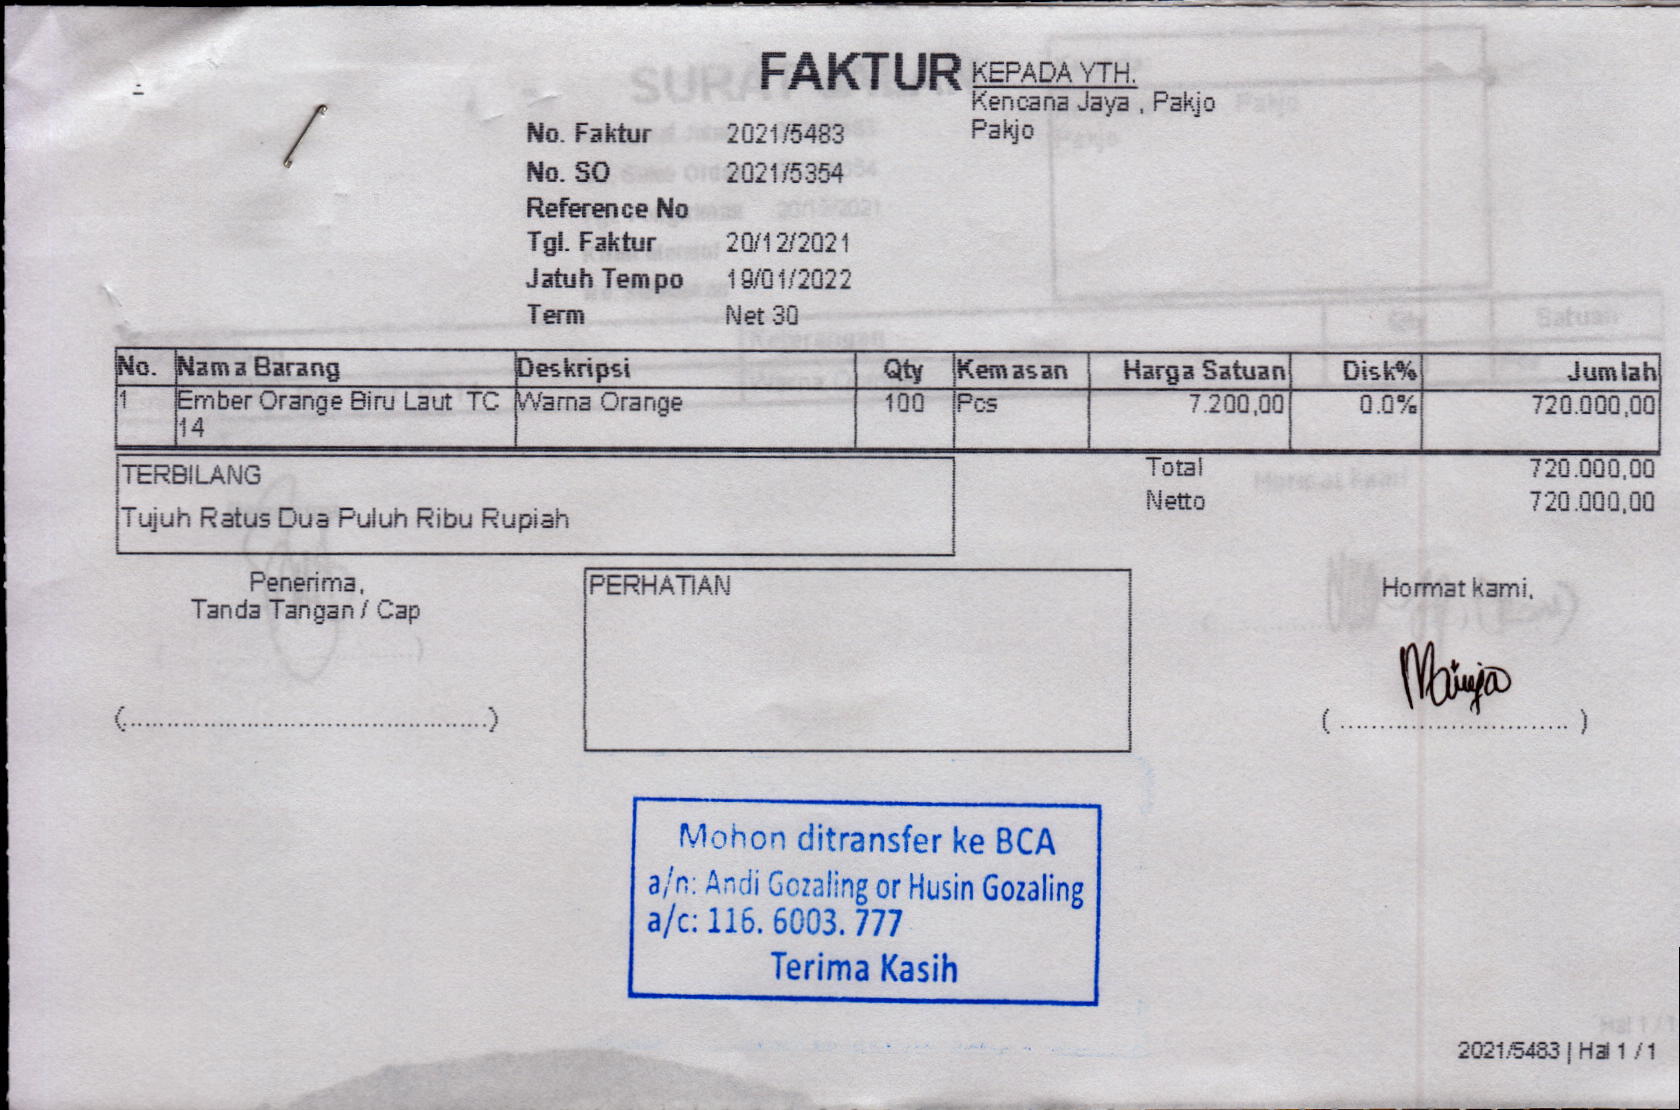 FAKTUR
KEPADA YTH.
Kencana Jaya , Pakjo
Pakjo
No. Faktur 2021/5483
No. SO 2021/5354
Reference No
Tgl. Faktur 20/12/2021
Jatuh Tempo 19/01/2022
Term Net 30
No. Nama Barang Deskripsi Qty Kemasan Harga Satuan Disk% Jumlah
1 Ember Orange Biru Laut TC Warna Orange 100 Pcs 7.200,00 0.0% 720.000,00
14
TERBILANG
Tujuh Ratus Dua Puluh Ribu Rupiah
Total 720.000,00
Netto 720.000,00
Penerima,
Tanda Tangan / Cap
(................................................)
PERHATIAN
Hormat kami,
( .............................. )
Mohon ditransfer ke BCA
a/n: Andi Gozaling or Husin Gozaling
a/c: 116. 6003. 777
Terima Kasih
2021/5483 | Hal 1 / 1